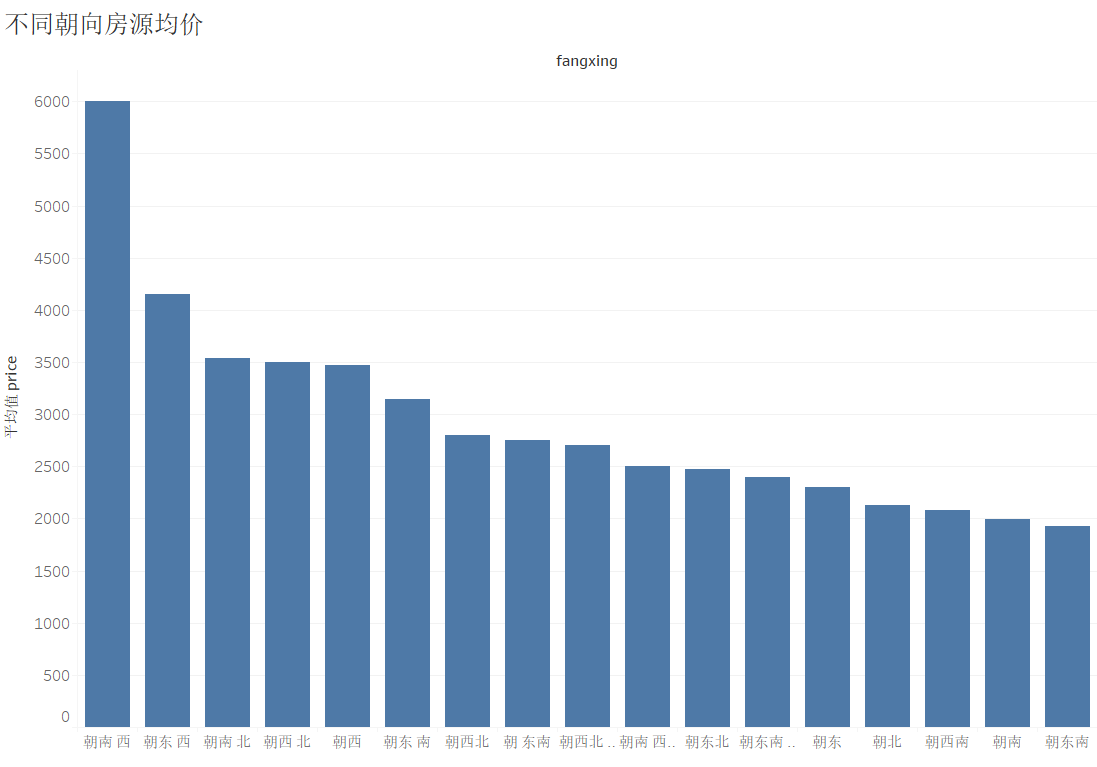 不同朝向房源均价
fangxing
6000
5500
5000
4500
4000
3500
3000
2500
2000
1500
1000
500
0
平均值 price
朝南 西
朝东 西
朝南 北
朝西 北
朝西
朝东 南
朝西北
朝 东南
朝西北 ..
朝南 西..
朝东北
朝东南 ..
朝东
朝北
朝西南
朝南
朝东南